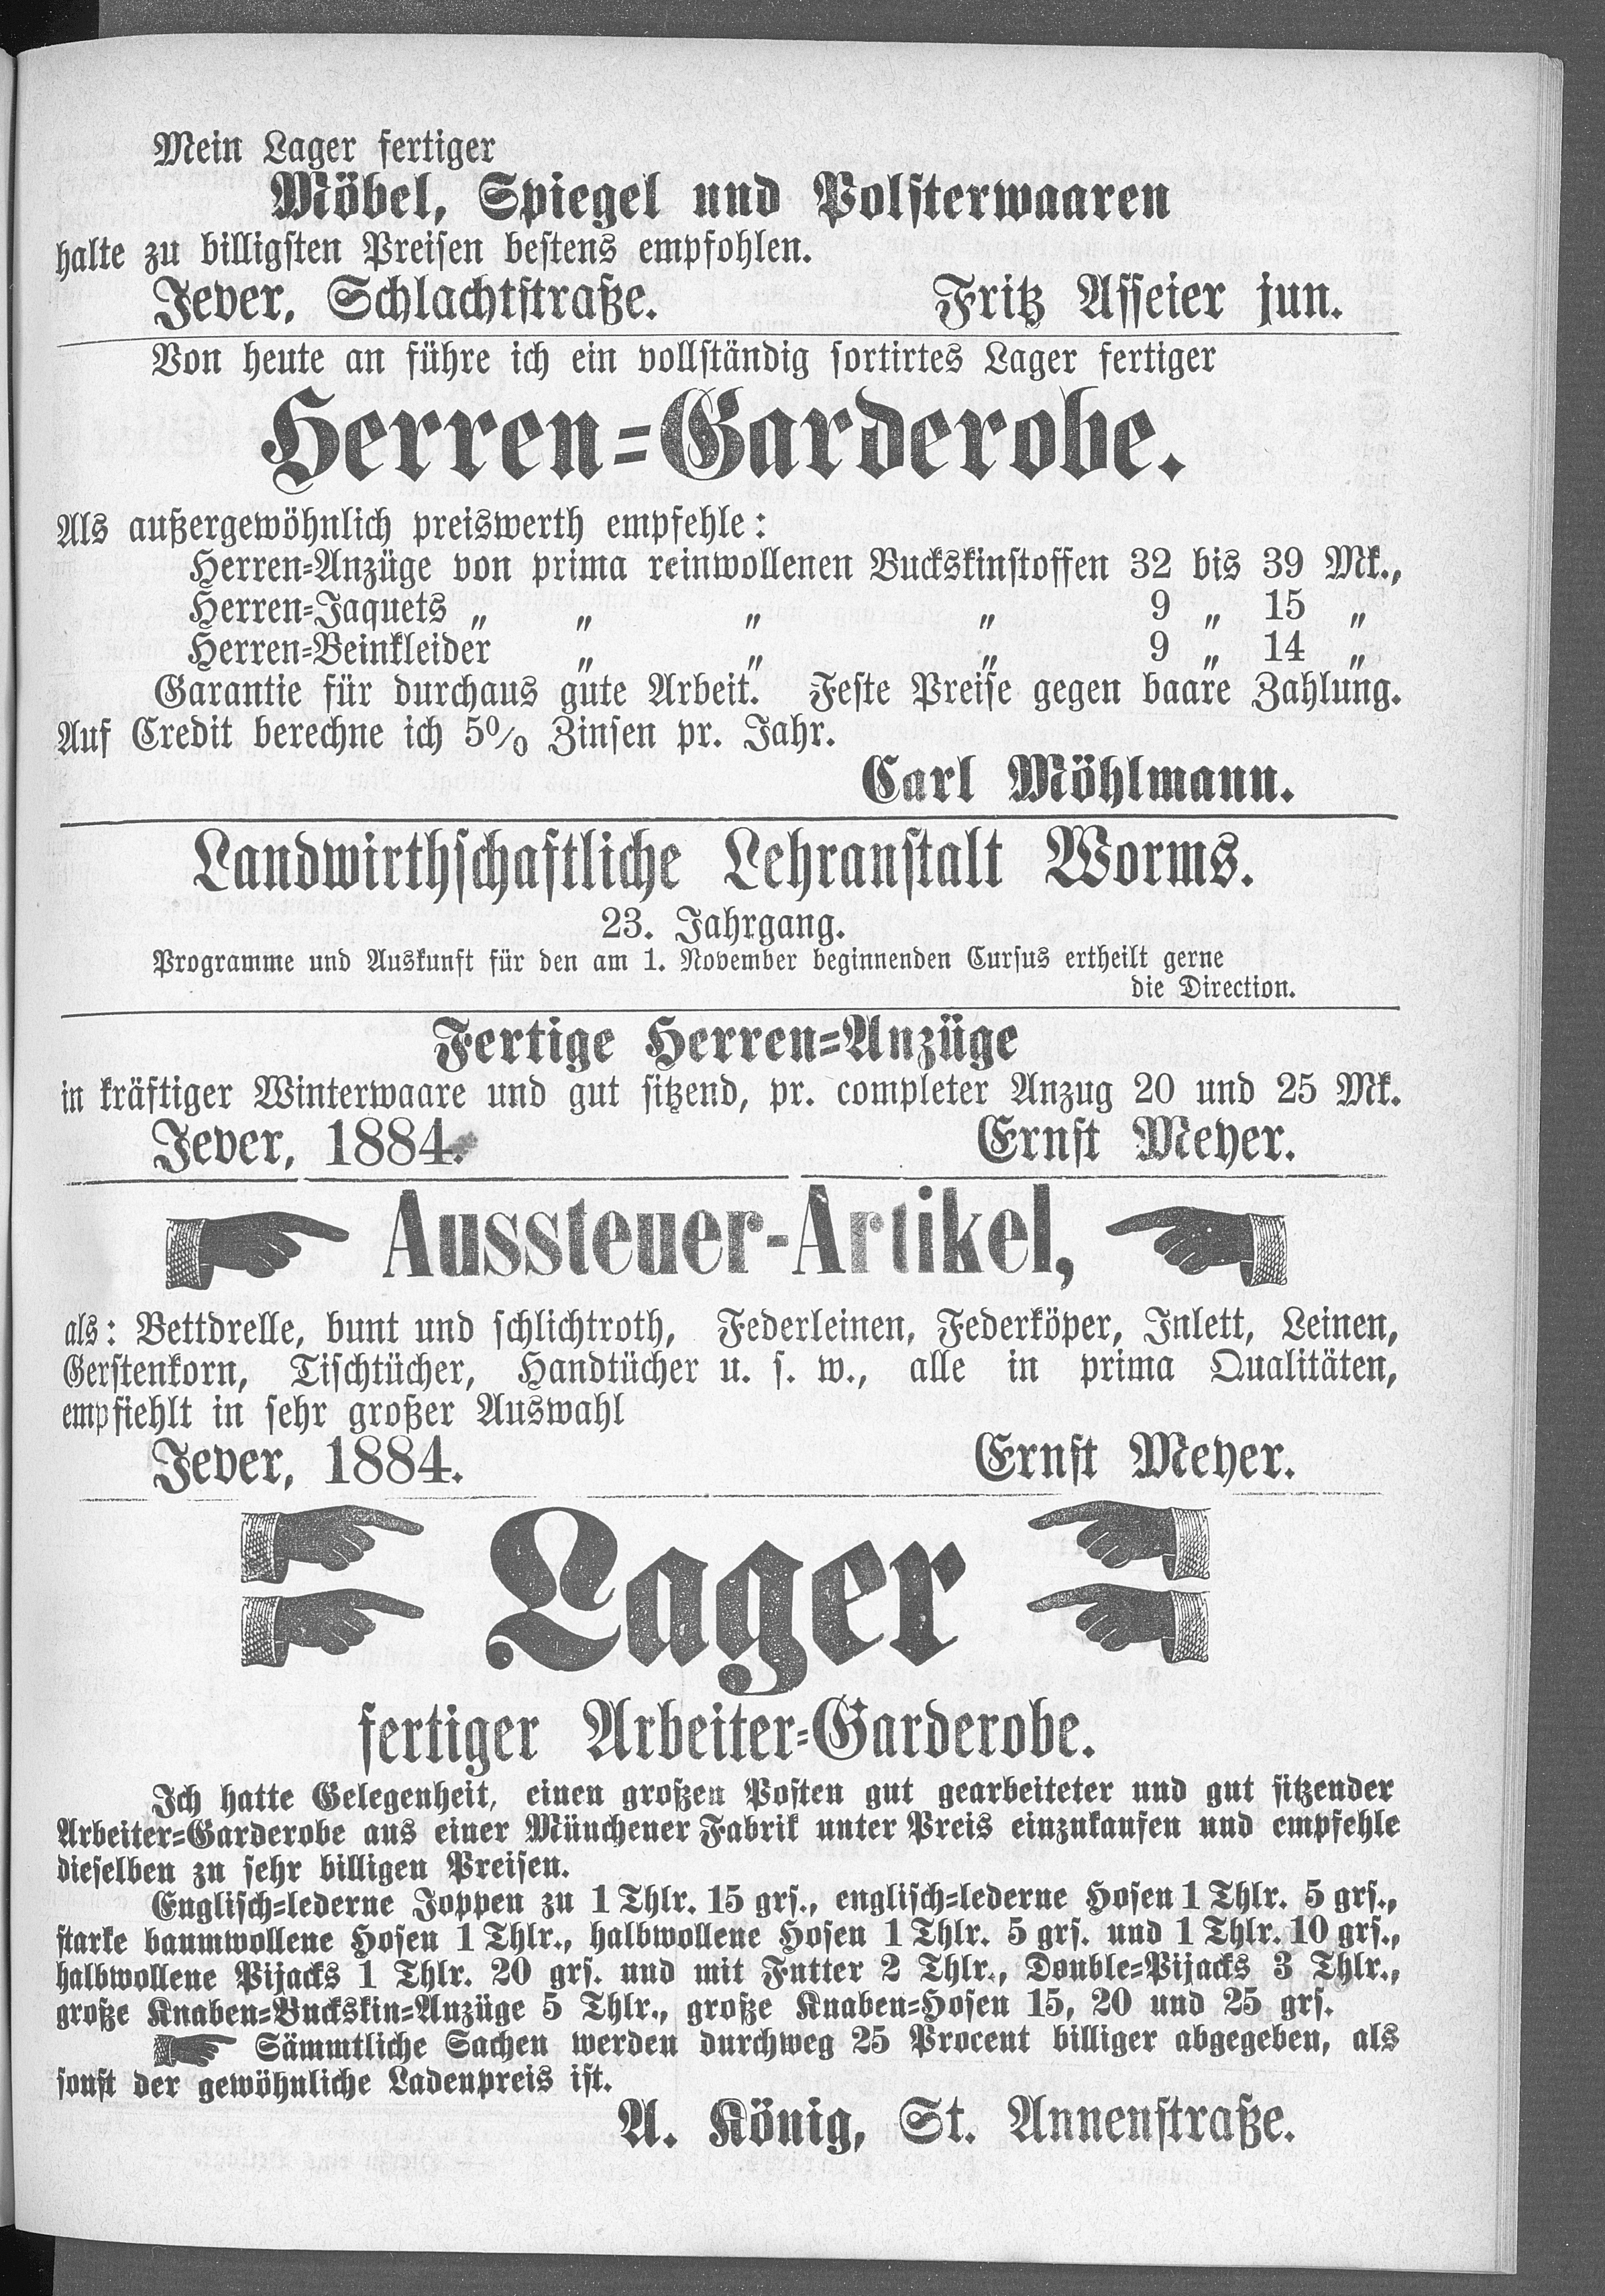 Mein Lager fertiger
Möbel, Spiegel und Polsterwaaren
halte zu billigsten Preisen bestens empfohlen.
Jever, Schlachtstraße. Fritz Asseier jun.
Von heute an führe ich ein vollständig sortirtes Lager fertiger
Herren=Garderobe.
Als außergewöhnlich preiswerth empfehle:
Herren=Anzüge von prima reinwollenen Buckskinstoffen 32 bis 39 Mk.,
Herren=Jaquets „ „ „ „ 9 „ 15 „
Herren=Beinkleider „ „ „ 9 „ 14 „
Garantie für durchaus gute Arbeit. Feste Preise gegen baare Zahlung.
Auf Credit berechne ich 5% Zinsen pr. Jahr.
Carl Möhlmann.
Landwirthschaftliche Lehranstalt Worms.
23. Jahrgang.
Programme und Auskunft für den am 1. November beginnenden Cursus ertheilt gerne
die Direction.
Fertige Herren=Anzüge
in kräftiger Winterwaare und gut sitzend, pr. completer Anzug 20 und 25 Mk.
Jever, 1884. Ernst Meyer.
Aussteuer-Artikel,
als: Bettdrelle, bunt und schlichtroth, Federleinen, Federköper, Inlett, Leinen,
Gerstenkorn, Tischtücher, Handtücher u. s. w., alle in prima Qualitäten,
empfiehlt in sehr großer Auswahl
Jever, 1884. Ernst Meyer.
Lager
fertiger Arbeiter=Garderobe.
Ich hatte Gelegenheit, einen großen Posten gut gearbeiteter und gut sitzender
Arbeiter=Garderobe aus einer Münchener Fabrik unter Preis einzukaufen und empfehle
dieselben zu sehr billigen Preisen.
Englisch=lederne Joppen zu 1 Thlr. 15 grs., englisch=lederne Hosen 1 Thlr. 5 grs.,
starke baumwollene Hosen 1 Thlr., halbwollene Hosen 1 Thlr. 5 grs. und 1 Thlr. 10 grs.,
halbwollene Pijacks 1 Thlr. 20 grs. und mit Futter 2 Thlr., Double=Pijacks 3 Thlr.,
große Knaben=Buckskin=Anzüge 5 Thlr., große Knaben=Hosen 15, 20 und 25 grs.
Sämmtliche Sachen werden durchweg 25 Procent billiger abgegeben, als
sonst der gewöhnliche Ladenpreis ist.
A. König, St. Annenstraße.